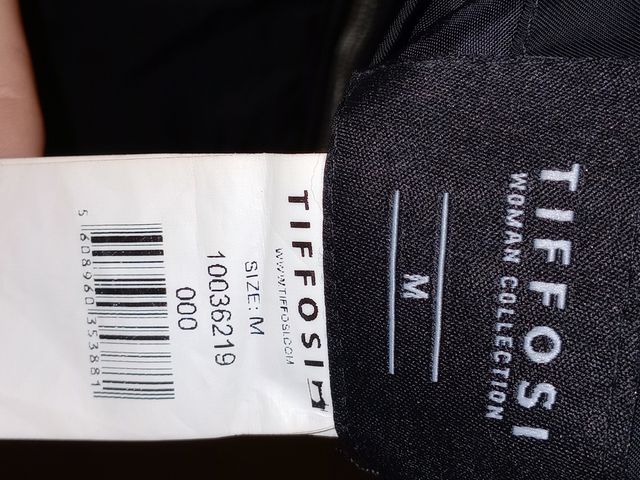 TIFFOSI
WOMAN COLLECTION
M
TIFFOSI
WWW.TIFFOSI.COM
SIZE: M
10036219
000
5 608960 353881